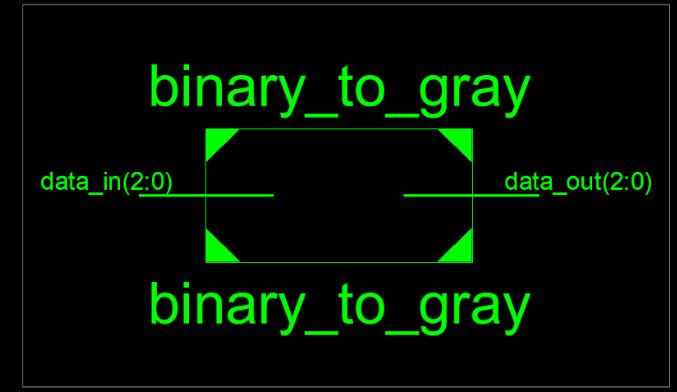 binary_to_gray
data_in(2:0)
data_out(2:0)
binary_to_gray